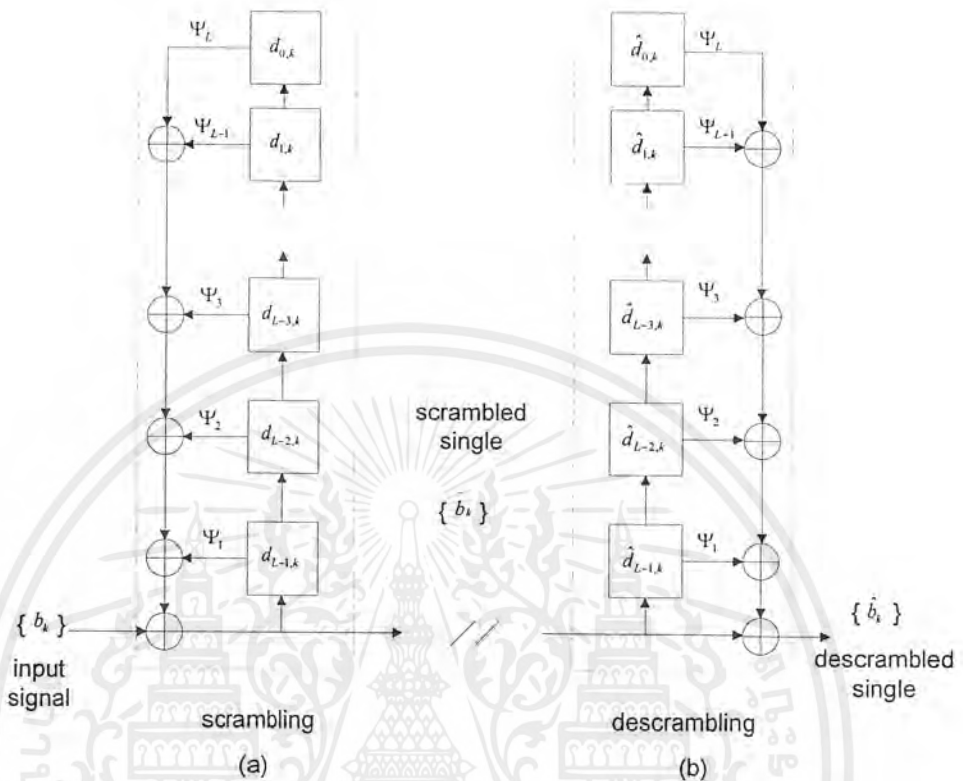 Ψ_L
d_{0,k}
Ψ_{L-1}
d_{1,k}
Ψ_3
d_{L-3,k}
Ψ_2
d_{L-2,k}
Ψ_1
d_{L-1,k}
{ b_k }
input
signal
scrambling
(a)
scrambled
single
{ b_k }
Ψ_L
d̂_{0,k}
Ψ_{L-1}
d̂_{1,k}
Ψ_3
d̂_{L-3,k}
Ψ_2
d̂_{L-2,k}
Ψ_1
d̂_{L-1,k}
{ b̂_k }
descrambled
single
descrambling
(b)